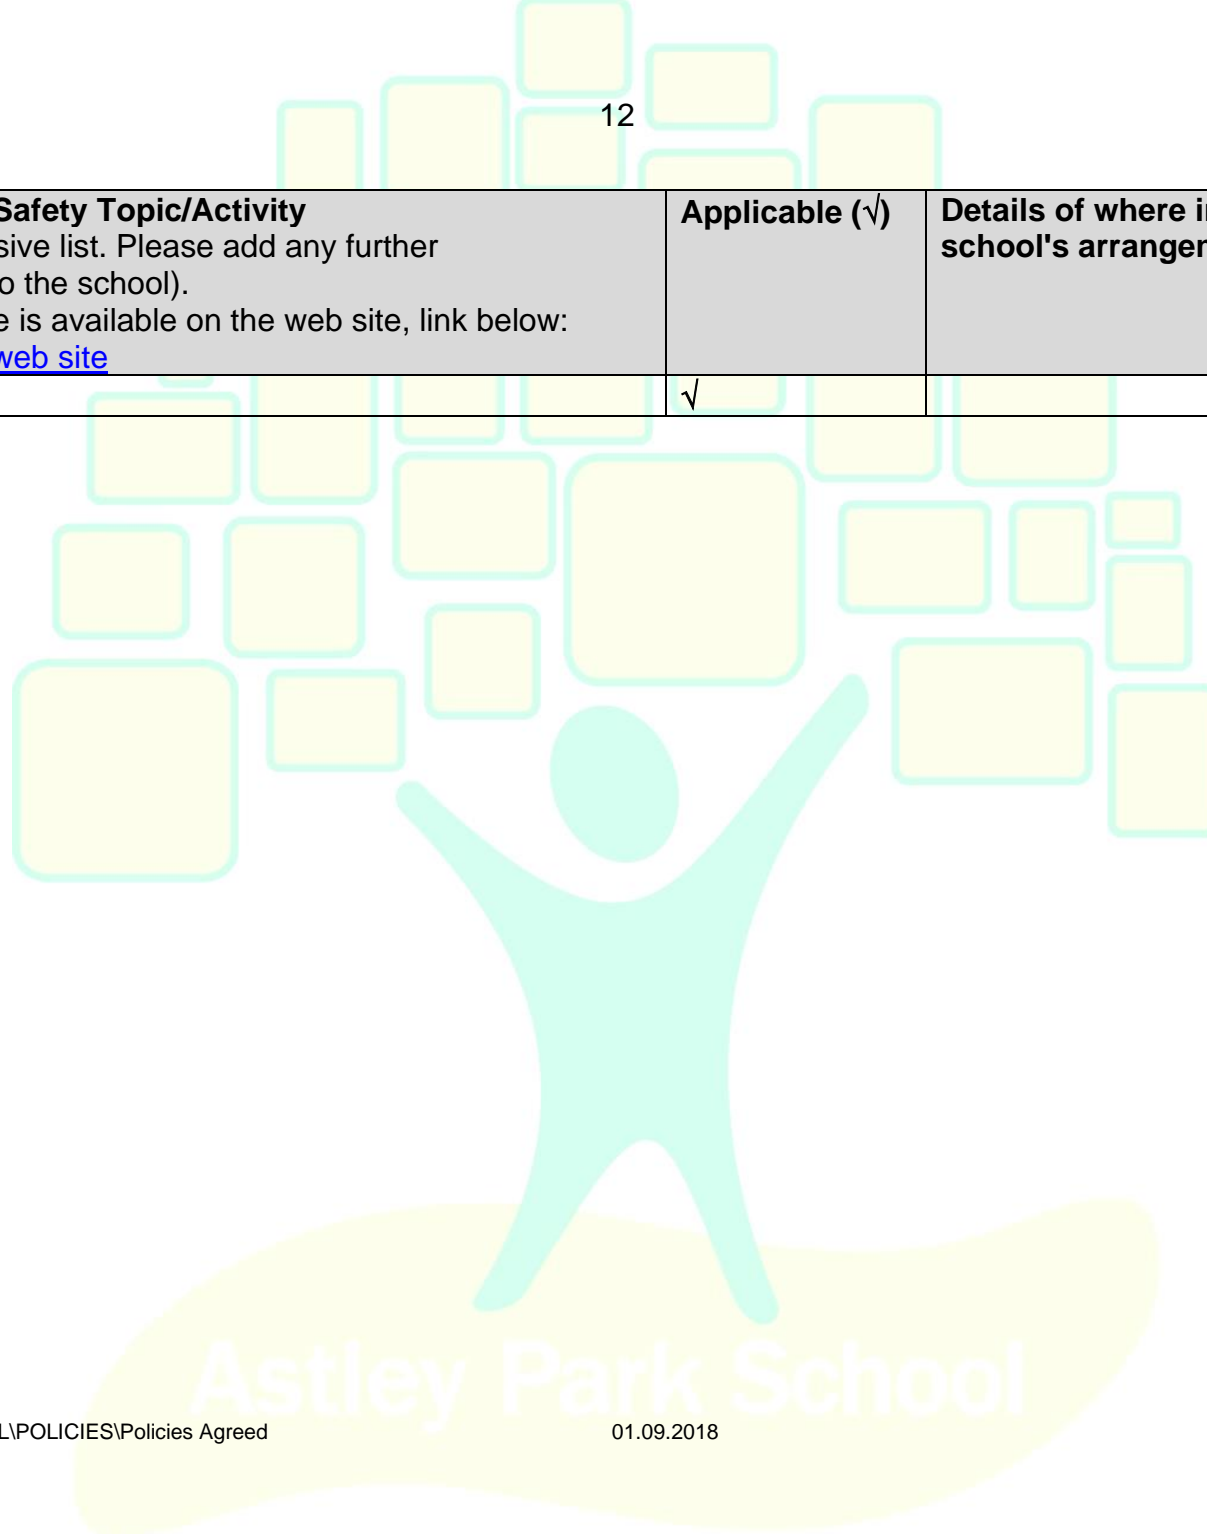 12
Safety Topic/Activity
sive list. Please add any further
o the school).
e is available on the web site, link below:
web site
Applicable (√)
Details of where
school's
√
Astley Park School
L\POLICIES\Policies Agreed 01.09.2018